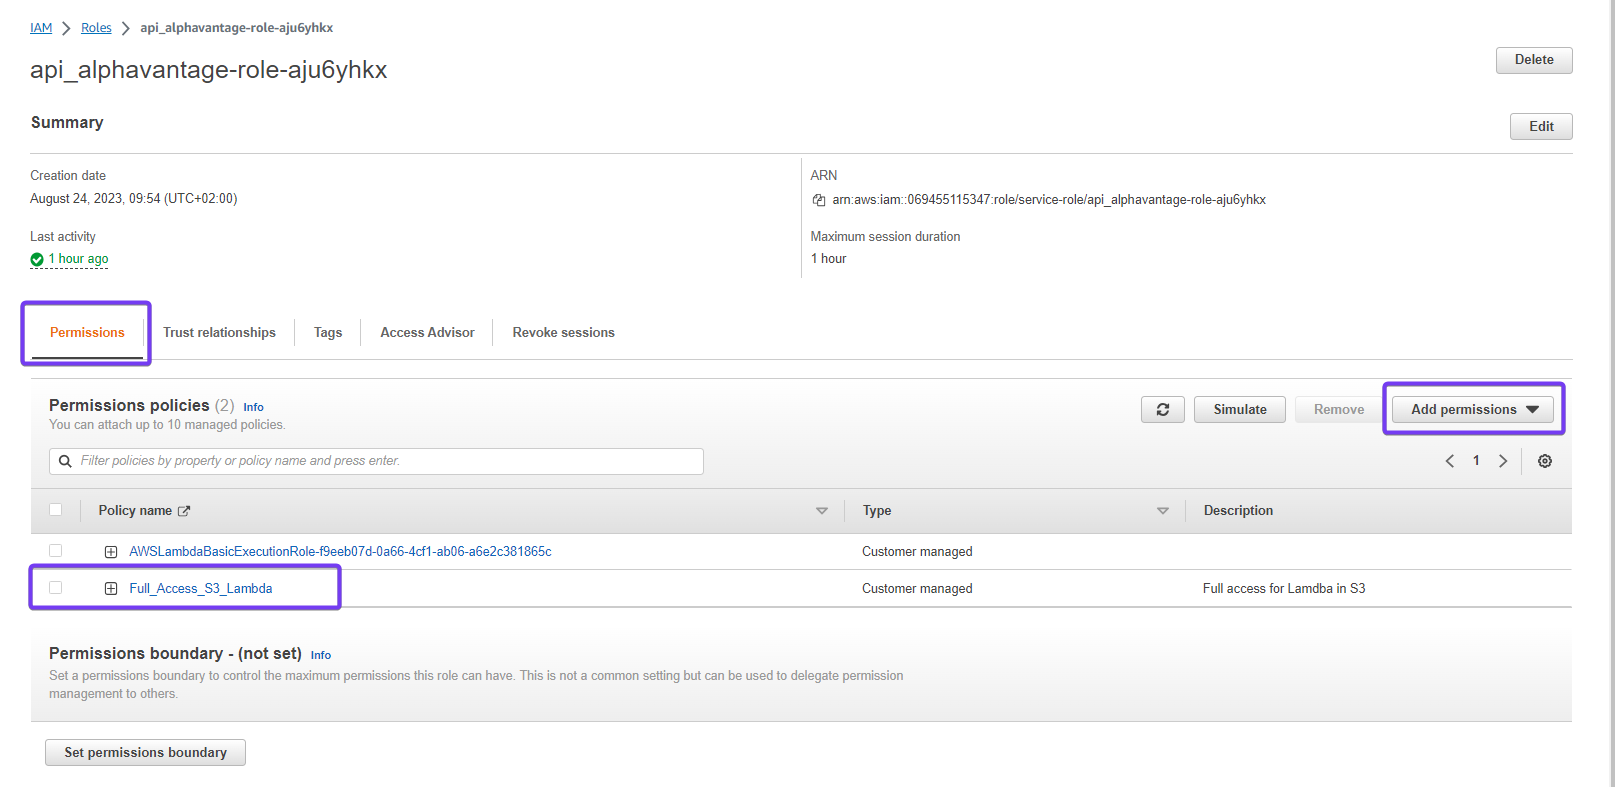 IAM > Roles > api_alphavantage-role-aju6yhkx
api_alphavantage-role-aju6yhkx
Delete
Summary
Edit
Creation date
August 24, 2023, 09:54 (UTC+02:00)
ARN
arn:aws:iam::069455115347:role/service-role/api_alphavantage-role-aju6yhkx
Last activity
1 hour ago
Maximum session duration
1 hour
Permissions
Trust relationships
Tags
Access Advisor
Revoke sessions
Permissions policies (2) Info
You can attach up to 10 managed policies.
Simulate
Remove
Add permissions
Filter policies by property or policy name and press enter.
1
Policy name
Type
Description
AWSLambdaBasicExecutionRole-f9eeb07d-0a66-4cf1-ab06-a6e2c381865c
Customer managed
Full_Access_S3_Lambda
Customer managed
Full access for Lamdba in S3
Permissions boundary - (not set) Info
Set a permissions boundary to control the maximum permissions this role can have. This is not a common setting but can be used to delegate permission
management to others.
Set permissions boundary